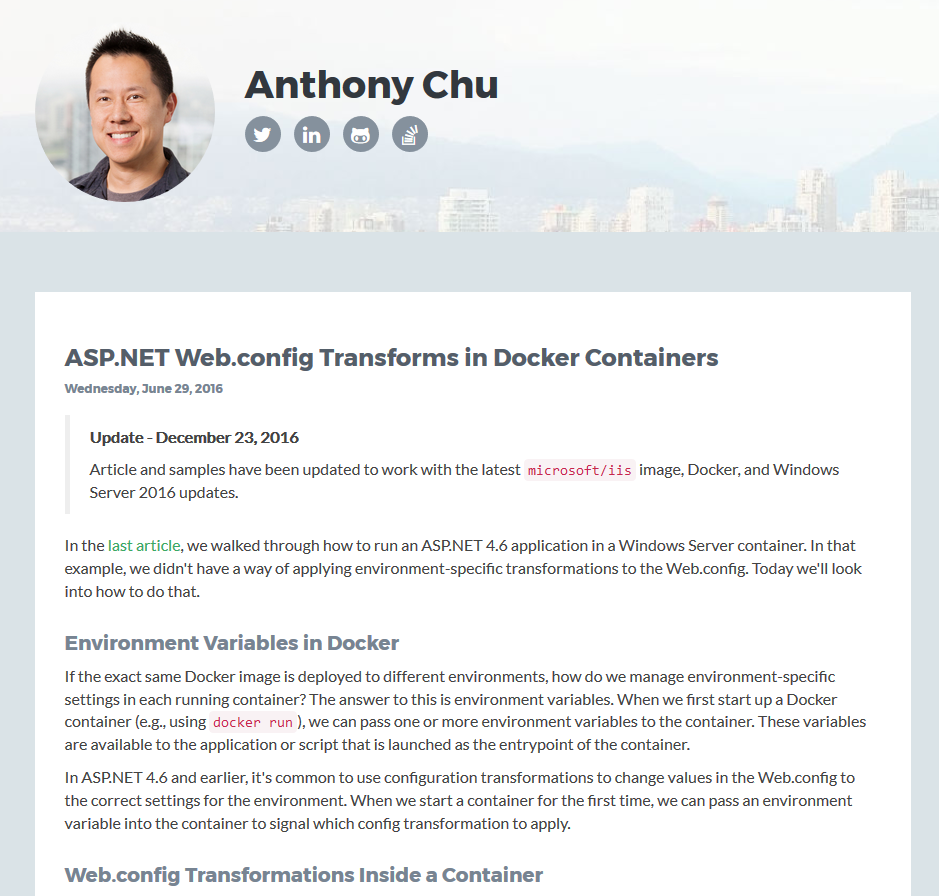 Anthony Chu
ASP.NET Web.config Transforms in Docker Containers
Wednesday, June 29, 2016
Update - December 23, 2016
Article and samples have been updated to work with the latest microsoft/iis image, Docker, and Windows
Server 2016 updates.
In the last article, we walked through how to run an ASP.NET 4.6 application in a Windows Server container. In that
example, we didn't have a way of applying environment-specific transformations to the Web.config. Today we'll look
into how to do that.
Environment Variables in Docker
If the exact same Docker image is deployed to different environments, how do we manage environment-specific
settings in each running container? The answer to this is environment variables. When we first start up a Docker
container (e.g., using docker run), we can pass one or more environment variables to the container. These variables
are available to the application or script that is launched as the entrypoint of the container.
In ASP.NET 4.6 and earlier, it's common to use configuration transformations to change values in the Web.config to
the correct settings for the environment. When we start a container for the first time, we can pass an environment
variable into the container to signal which config transformation to apply.
Web.config Transformations Inside a Container